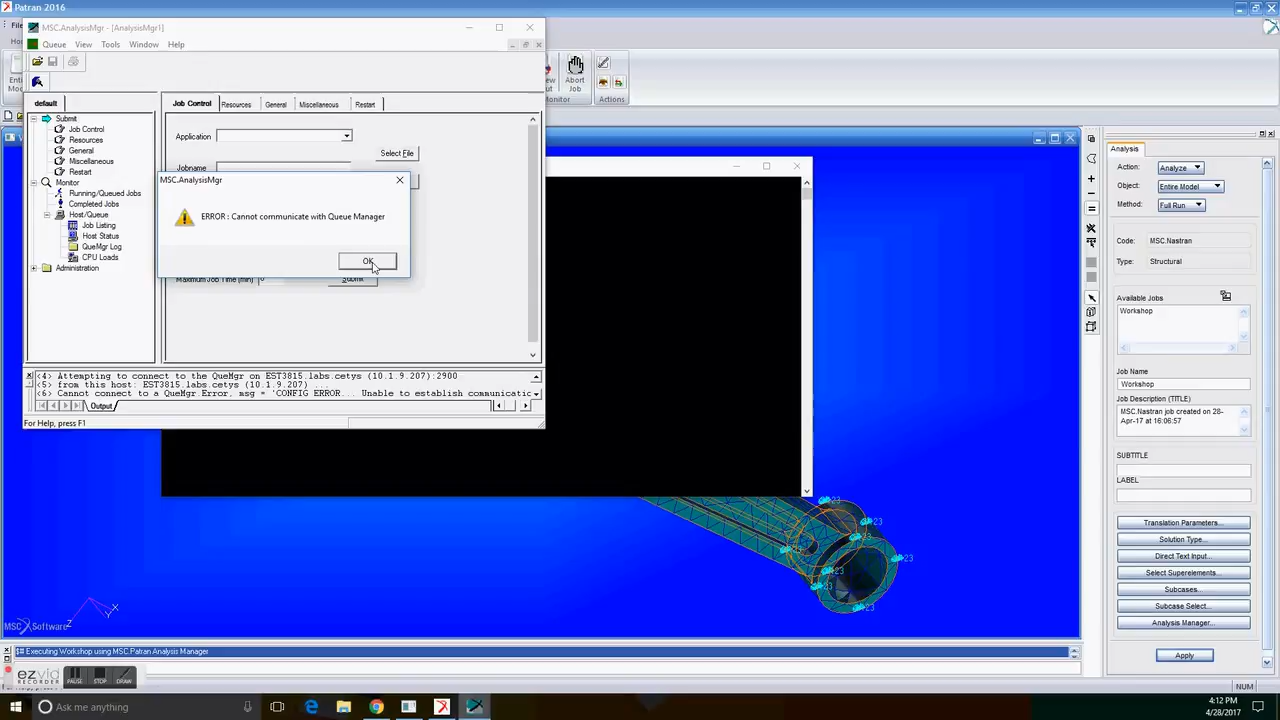 Patran 2016
MSC.AnalysisMgr - [AnalysisMgr1]
Queue View Tools Window Help
default
Submit
Job Control
Resources
General
Miscellaneous
Restart
Monitor
Running/Queued Jobs
Completed Jobs
Host/Queue
Job Listing
Host Status
QueMgr Log
CPU Loads
Administration
Job Control Resources General Miscellaneous Restart
Application
Select File
Jobname
MSC.AnalysisMgr
ERROR : Cannot communicate with Queue Manager
OK
Maximum Job Time (min)
Submit
<4> Attempting to connect to the QueMgr on EST3815.labs.cetys (10.1.9.207):2900
<5> from this host: EST3815.labs.cetys (10.1.9.207) ...
<6> Cannot connect to a QueMgr Error, msg = 'CONFIG ERROR... Unable to establish communicatio
Output
For Help, press F1
Abort
Job
Actions
Analysis
Action: Analyze
Object: Entire Model
Method: Full Run
Code: MSC.Nastran
Type: Structural
Available Jobs
Workshop
Job Name
Workshop
Job Description (TITLE)
MSC.Nastran job created on 28-
Apr-17 at 16:06:57
SUBTITLE
LABEL
Translation Parameters...
Solution Type...
Direct Text Input...
Select Superelements...
Subcases...
Subcase Select...
Analysis Manager...
Apply
X
Y
Z
MSC Software
$# Executing Workshop using MSC.Patran Analysis Manager
ezvid
RECORDER
PAUSE STOP DRAW
NUM
Ask me anything
4:12 PM
4/28/2017